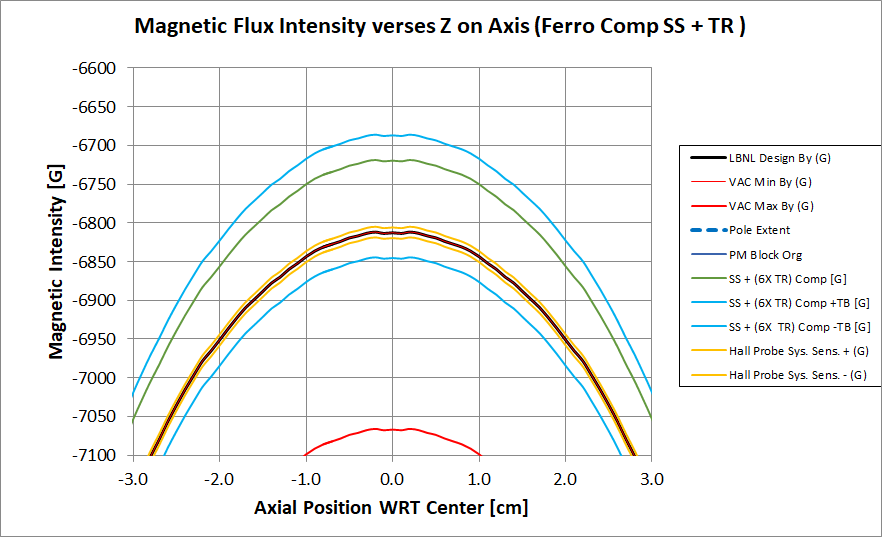 Magnetic Flux Intensity verses Z on Axis (Ferro Comp SS + TR )
-6600
-6650
-6700
-6750
-6800
-6850
-6900
-6950
-7000
-7050
-7100
Magnetic Intensity [G]
-3.0 -2.0 -1.0 0.0 1.0 2.0 3.0
Axial Position WRT Center [cm]
LBNL Design By (G)
VAC Min By (G)
VAC Max By (G)
Pole Extent
PM Block Org
SS + (6X TR) Comp [G]
SS + (6X TR) Comp +TB [G]
SS + (6X TR) Comp -TB [G]
Hall Probe Sys. Sens. + (G)
Hall Probe Sys. Sens. - (G)